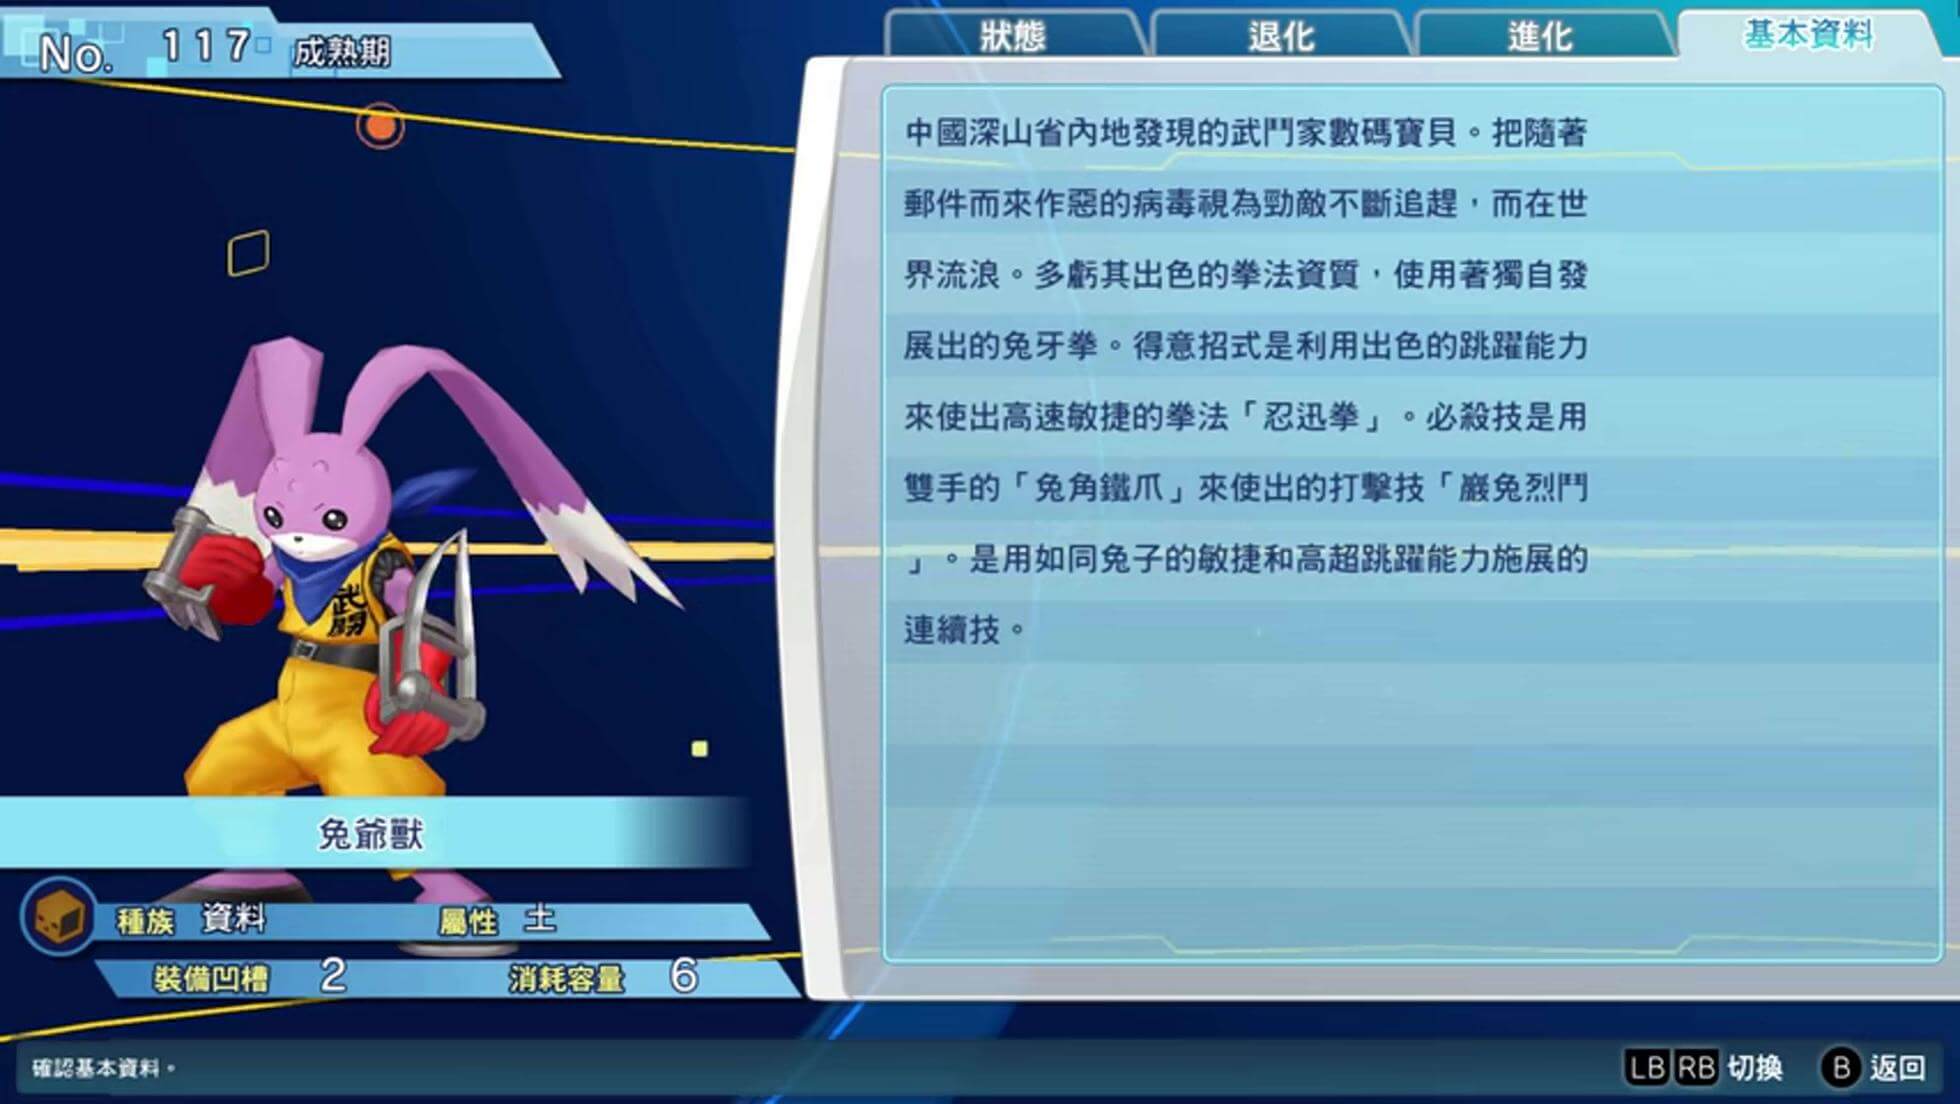 No. 117 成熟期
狀態 退化 進化 基本資料
中國深山省內地發現的武鬥家數碼寶貝。把隨著
郵件而來作惡的病毒視為勁敵不斷追趕，而在世
界流浪。多虧其出色的拳法資質，使用著獨自發
展出的兔牙拳。得意招式是利用出色的跳躍能力
來使出高速敏捷的拳法「忍迅拳」。必殺技是用
雙手的「兔角鐵爪」來使出的打擊技「巖兔烈鬥
」。是用如同兔子的敏捷和高超跳躍能力施展的
連續技。
武
闘
兔爺獸
種族 資料 屬性 土
裝備凹槽 2 消耗容量 6
確認基本資料。
LB RB 切換 B 返回